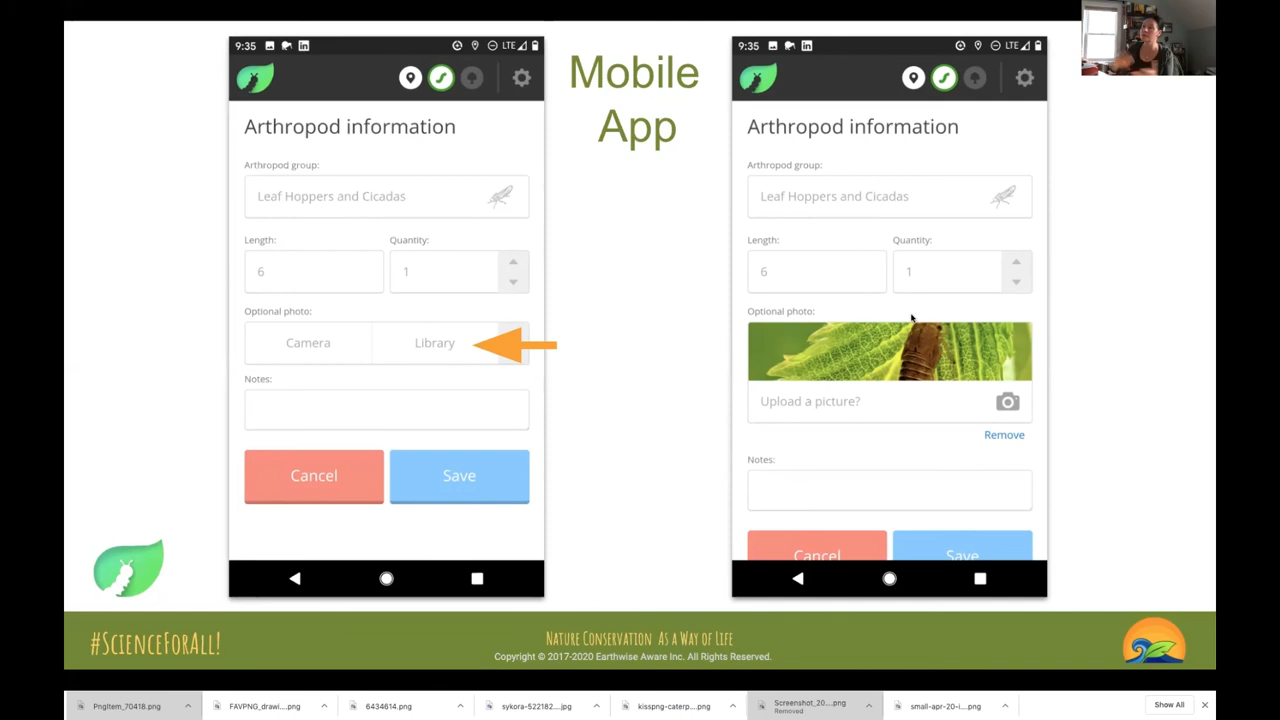 9:35 LTE
Arthropod information
Arthropod group:
Leaf Hoppers and Cicadas
Length: Quantity:
6 1
Optional photo:
Camera Library
Notes:
Cancel Save
Mobile
App
9:35 LTE
Arthropod information
Arthropod group:
Leaf Hoppers and Cicadas
Length: Quantity:
6 1
Optional photo:
Upload a picture?
Remove
Notes:
Cancel Save
#ScienceForAll!
Nature Conservation As a Way of Life
Copyright © 2017-2020 Earthwise Aware Inc. All Rights Reserved.
PngItem_70418.png
FAVPNG_drawi....png
6434614.png
sykora-522182...jpg
kisspng-caterp....png
Screenshot_20....png
Removed
small-apr-20-i....png
Show All